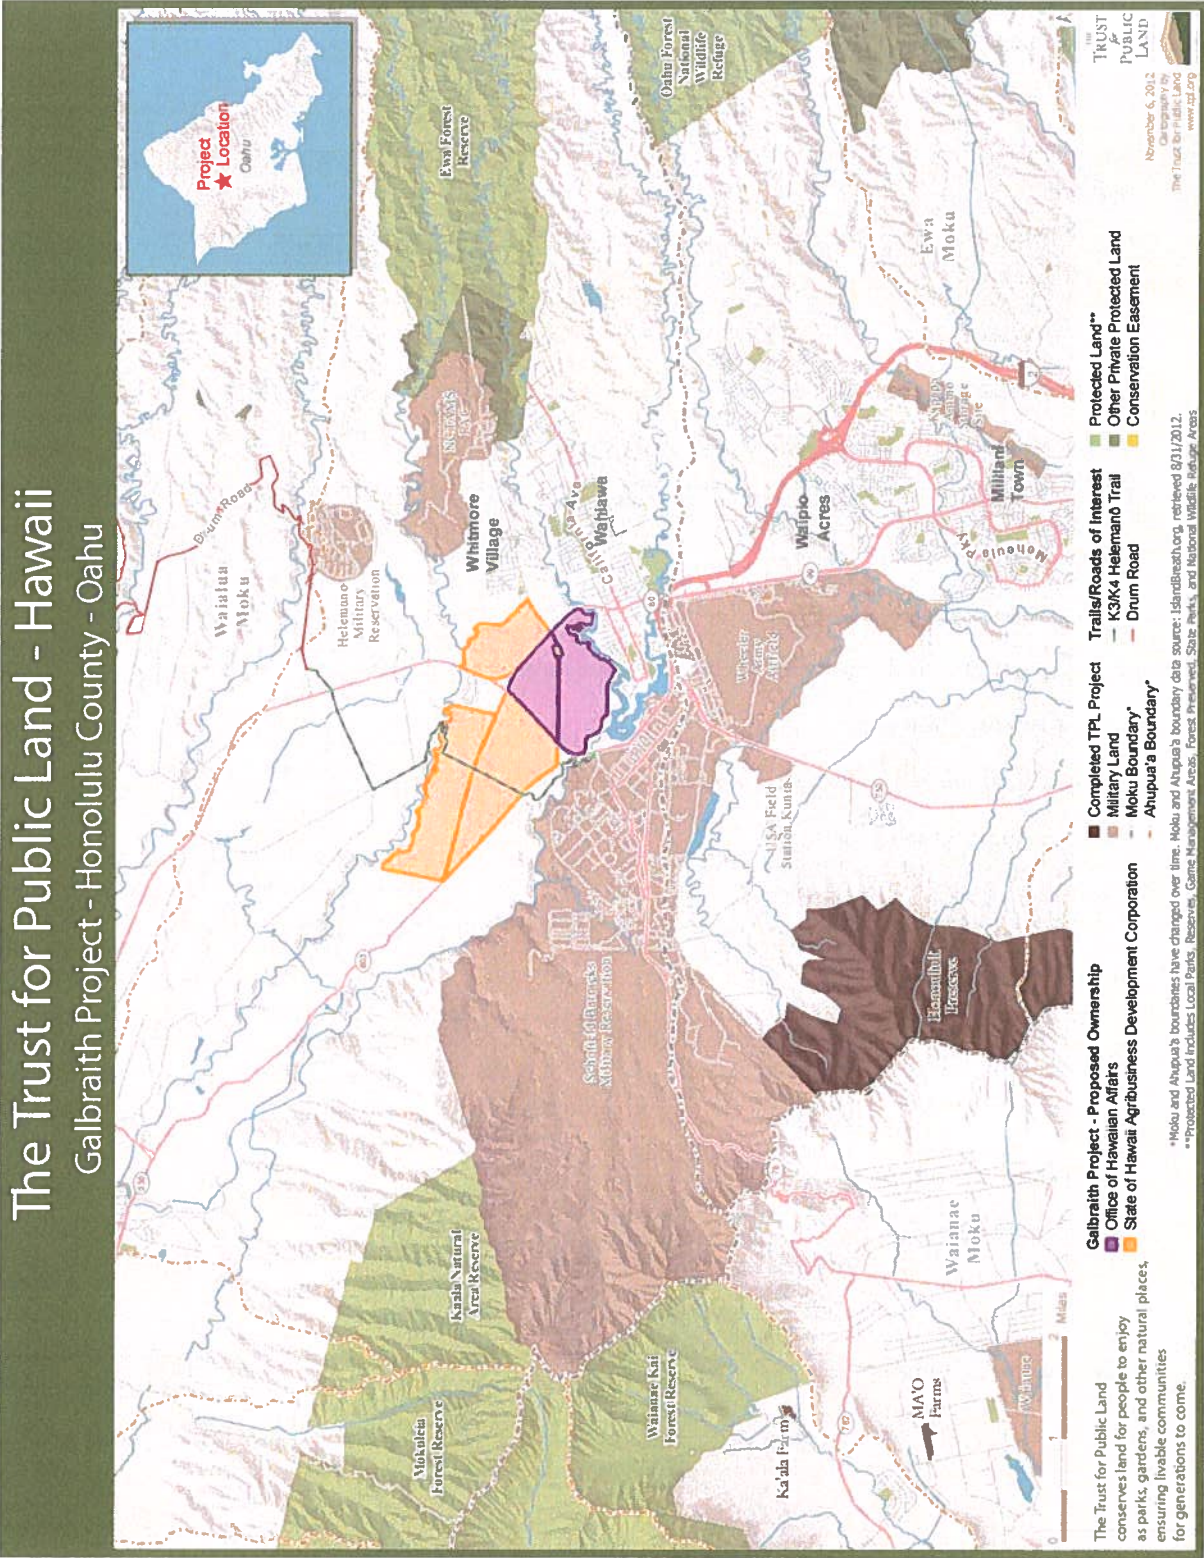 The Trust for Public Land - Hawaii
Galbraith Project - Honolulu County - Oahu
Project
Location
Oahu
Drum Road
Waialua
Moku
Helemano
Military
Reservation
Ewa Forest
Reserve
Oahu Forest
National
Wildlife
Refuge
Whitmore
Village
California Ave
Wahiawa
Ewa
Moku
Waipio
Acres
Mililani
Town
Meheula Pky
Wheeler
Army
Airfield
Schofield Barracks
Military Reservation
USA Field
Station Kunia
Honouliuli
Preserve
Kaala Natural
Area Reserve
Mokuleia
Forest Reserve
Waianae Kai
Forest Reserve
Waianae
Moku
Ka'ala Farm
MA'O
Farms
803
750
99
80
780
2
0 1 2 Miles
The Trust for Public Land
conserves land for people to enjoy
as parks, gardens, and other natural places,
ensuring livable communities
for generations to come.
Galbraith Project - Proposed Ownership
Office of Hawaiian Affairs
State of Hawaii Agribusiness Development Corporation
Completed TPL Project
Military Land
Moku Boundary*
Ahupua'a Boundary*
Trails/Roads of Interest
K3/K4 Helemanō Trail
Drum Road
Protected Land**
Other Private Protected Land
Conservation Easement
*Moku and Ahupua'a boundaries have changed over time. Moku and Ahupua'a boundary data source: IslandBreath.org, retrieved 8/31/2012.
**Protected Land includes Local Parks, Reserves, Game Management Areas, Forest Preserved, State Parks, and National Wildlife Refuge Areas
THE
TRUST
for
PUBLIC
LAND
November 6, 2012
Cartography by
The Trust for Public Land
www.tpl.org